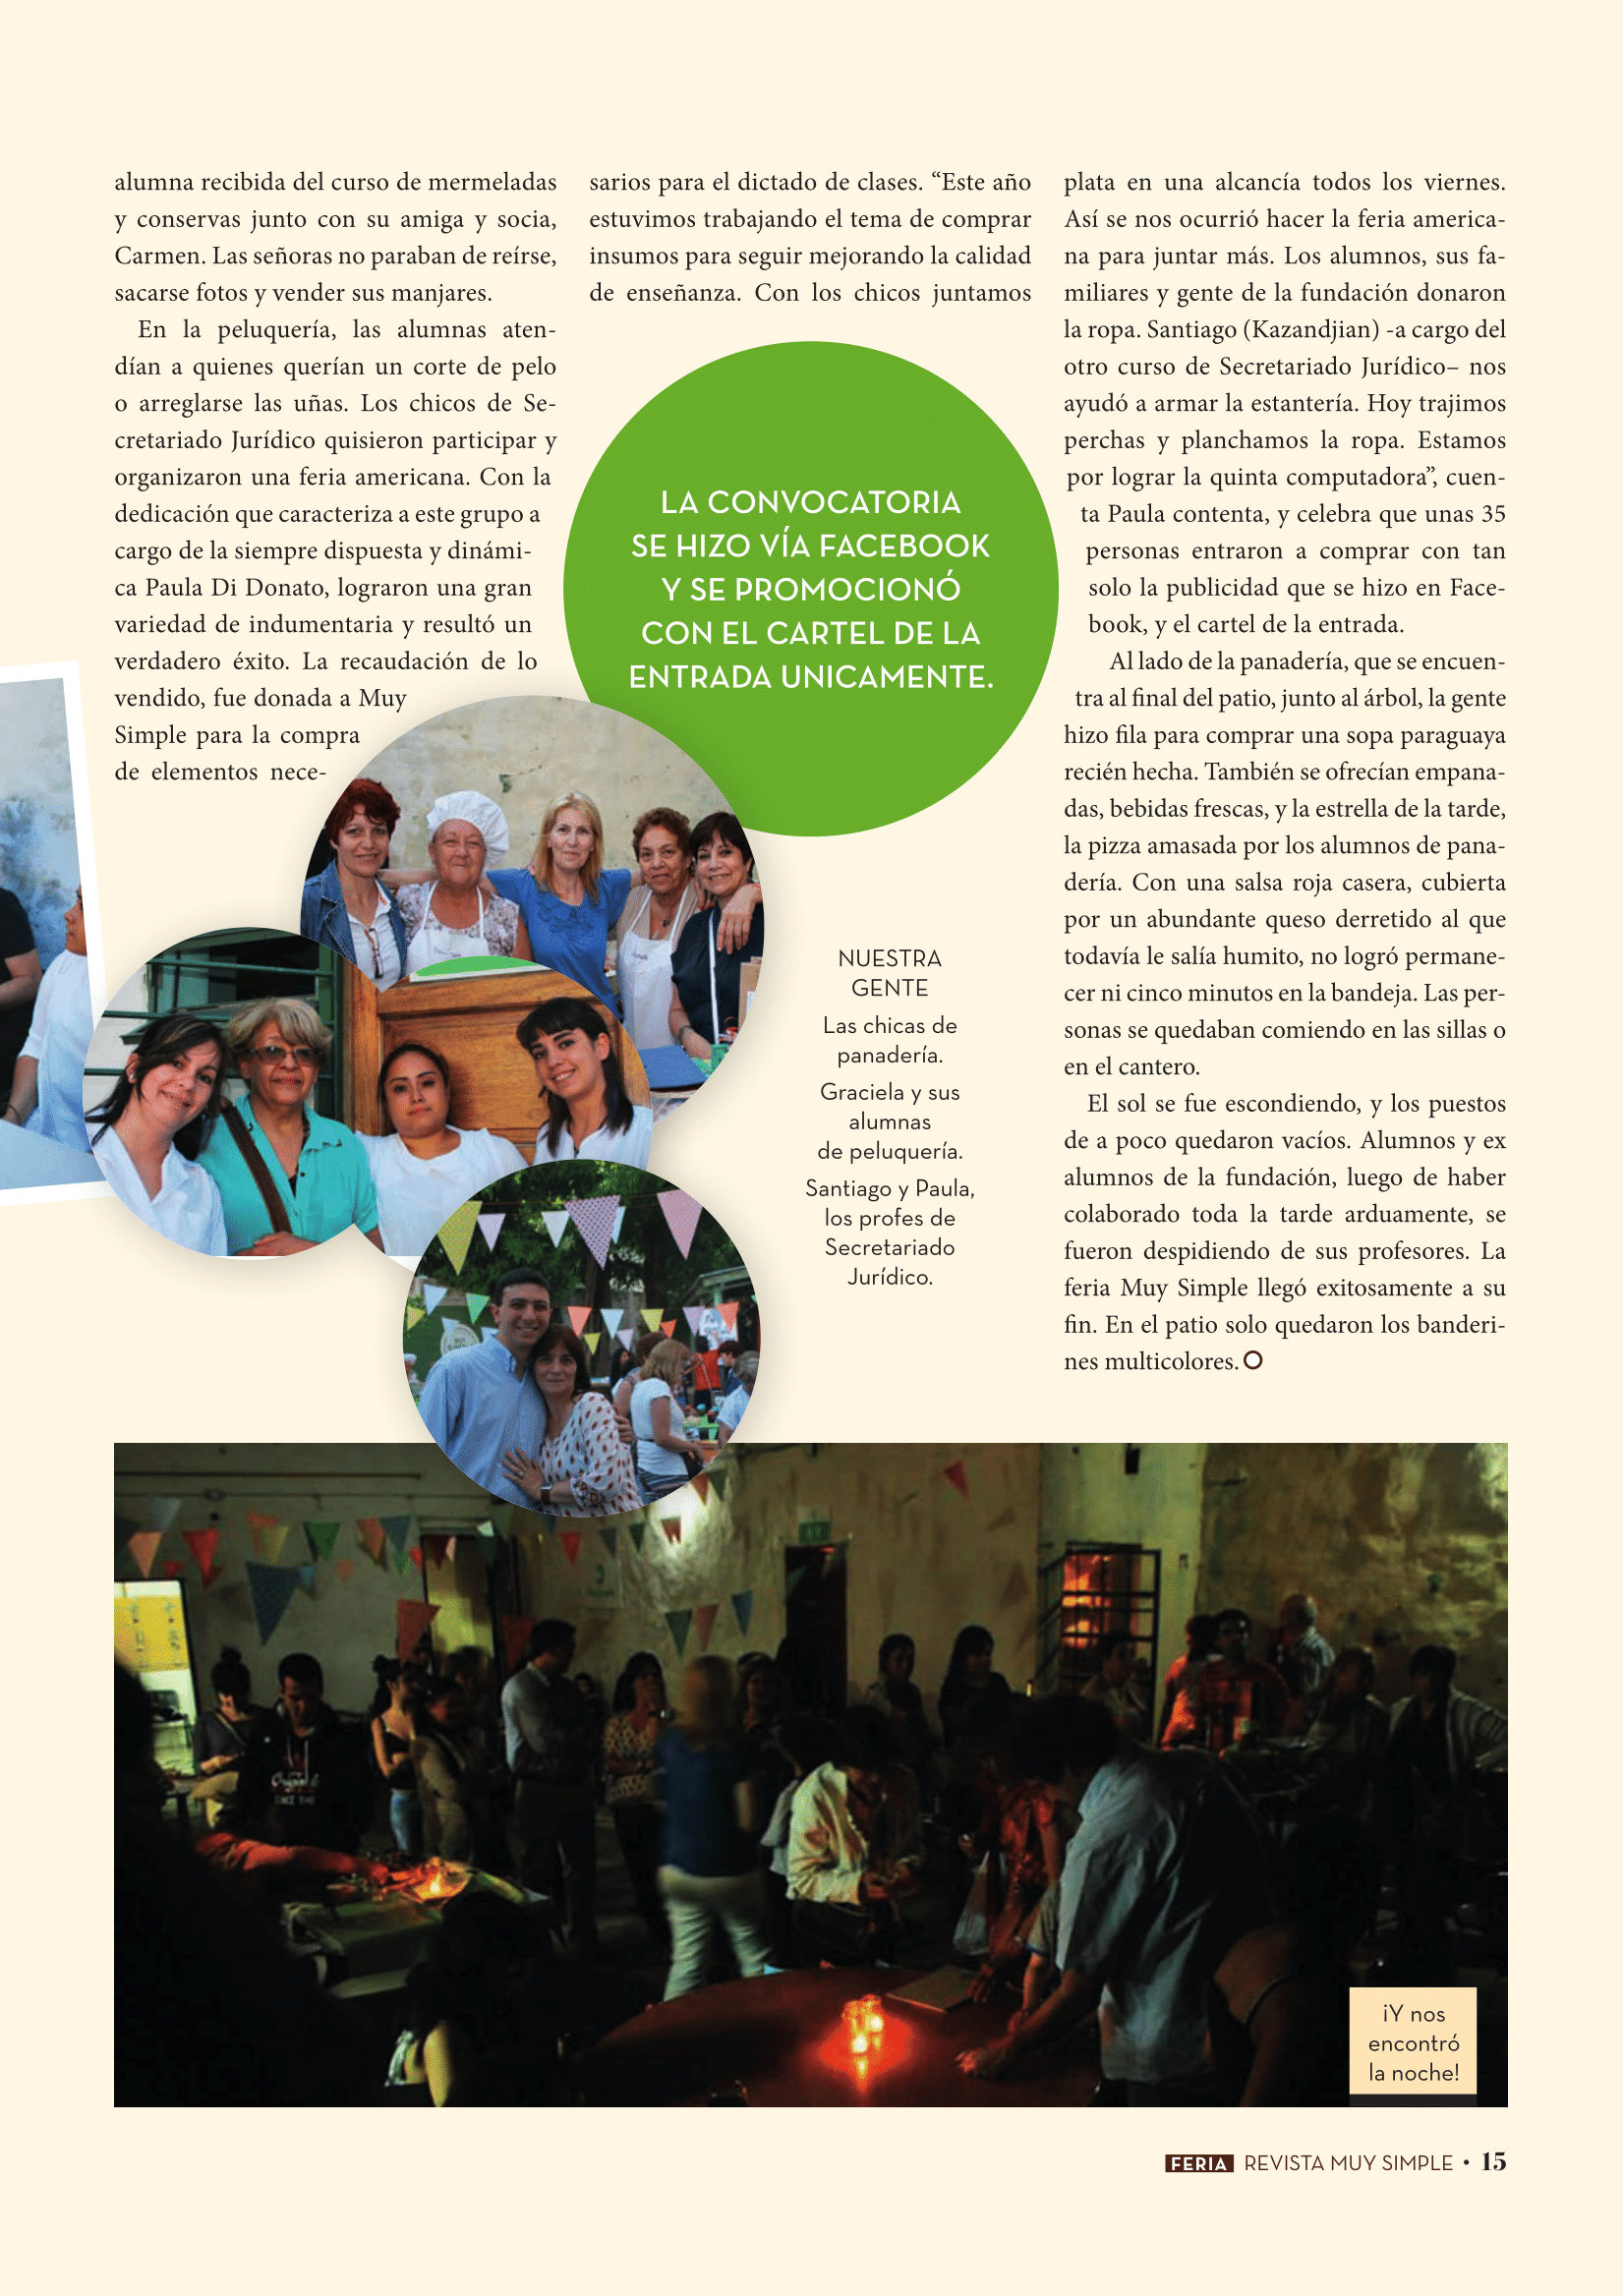 alumna recibida del curso de mermeladas
y conservas junto con su amiga y socia,
Carmen. Las señoras no paraban de reírse,
sacarse fotos y vender sus manjares.
En la peluquería, las alumnas aten-
dían a quienes querían un corte de pelo
o arreglarse las uñas. Los chicos de Se-
cretariado Jurídico quisieron participar y
organizaron una feria americana. Con la
dedicación que caracteriza a este grupo a
cargo de la siempre dispuesta y dinámi-
ca Paula Di Donato, lograron una gran
variedad de indumentaria y resultó un
verdadero éxito. La recaudación de lo
vendido, fue donada a Muy
Simple para la compra
de elementos nece-
sarios para el dictado de clases. “Este año
estuvimos trabajando el tema de comprar
insumos para seguir mejorando la calidad
de enseñanza. Con los chicos juntamos
plata en una alcancía todos los viernes.
Así se nos ocurrió hacer la feria america-
na para juntar más. Los alumnos, sus fa-
miliares y gente de la fundación donaron
la ropa. Santiago (Kazandjian) -a cargo del
otro curso de Secretariado Jurídico– nos
ayudó a armar la estantería. Hoy trajimos
perchas y planchamos la ropa. Estamos
por lograr la quinta computadora”, cuen-
ta Paula contenta, y celebra que unas 35
personas entraron a comprar con tan
solo la publicidad que se hizo en Face-
book, y el cartel de la entrada.
Al lado de la panadería, que se encuen-
tra al final del patio, junto al árbol, la gente
hizo fila para comprar una sopa paraguaya
recién hecha. También se ofrecían empana-
das, bebidas frescas, y la estrella de la tarde,
la pizza amasada por los alumnos de pana-
dería. Con una salsa roja casera, cubierta
por un abundante queso derretido al que
todavía le salía humito, no logró permane-
cer ni cinco minutos en la bandeja. Las per-
sonas se quedaban comiendo en las sillas o
en el cantero.
El sol se fue escondiendo, y los puestos
de a poco quedaron vacíos. Alumnos y ex
alumnos de la fundación, luego de haber
colaborado toda la tarde arduamente, se
fueron despidiendo de sus profesores. La
feria Muy Simple llegó exitosamente a su
fin. En el patio solo quedaron los banderi-
nes multicolores.
LA CONVOCATORIA
SE HIZO VÍA FACEBOOK
Y SE PROMOCIONÓ
CON EL CARTEL DE LA
ENTRADA UNICAMENTE.
NUESTRA
GENTE
Las chicas de
panadería.
Graciela y sus
alumnas
de peluquería.
Santiago y Paula,
los profes de
Secretariado
Jurídico.
¡Y nos
encontró
la noche!
FERIA REVISTA MUY SIMPLE • 15